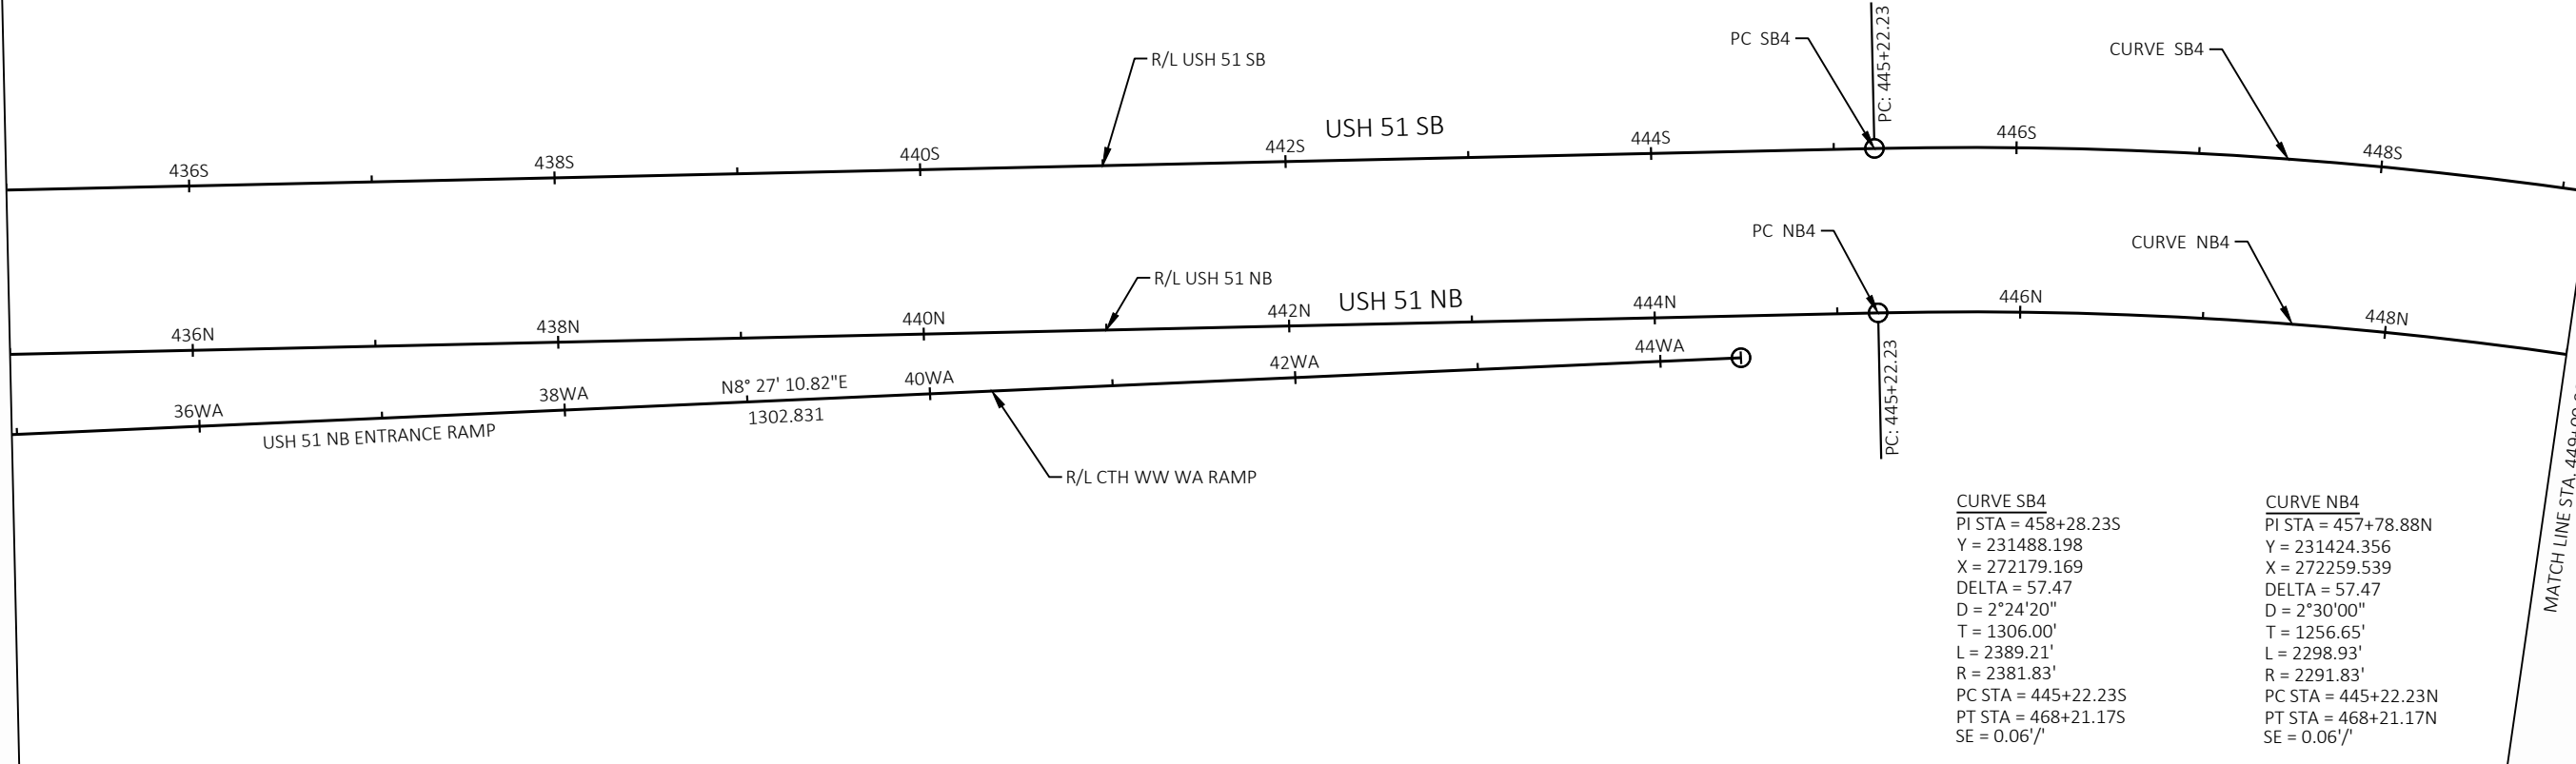 PC: 445+22.23
PC  SB4
CURVE  SB4
R/L USH 51 SB
USH 51 SB
436S
438S
440S
442S
444S
446S
448S
PC  NB4
CURVE  NB4
R/L USH 51 NB
USH 51 NB
436N
438N
440N
442N
444N
446N
448N
36WA
38WA
40WA
42WA
44WA
N8° 27' 10.82"E
1302.831
USH 51 NB ENTRANCE RAMP
R/L CTH WW WA RAMP
PC: 445+22.23
MATCH LINE STA. 449+00
CURVE SB4
PI STA = 458+28.23S
Y = 231488.198
X = 272179.169
DELTA = 57.47
D = 2°24'20"
T = 1306.00'
L = 2389.21'
R = 2381.83'
PC STA = 445+22.23S
PT STA = 468+21.17S
SE = 0.06'/'
CURVE NB4
PI STA = 457+78.88N
Y = 231424.356
X = 272259.539
DELTA = 57.47
D = 2°30'00"
T = 1256.65'
L = 2298.93'
R = 2291.83'
PC STA = 445+22.23N
PT STA = 468+21.17N
SE = 0.06'/'